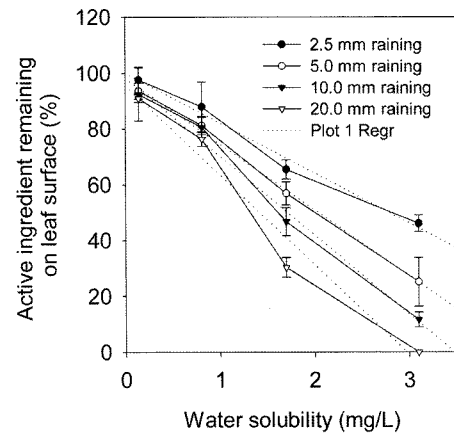 120
100
80
60
40
20
0
0 1 2 3
Active ingredient remaining
on leaf surface (%)
Water solubility (mg/L)
2.5 mm raining
5.0 mm raining
10.0 mm raining
20.0 mm raining
Plot 1 Regr